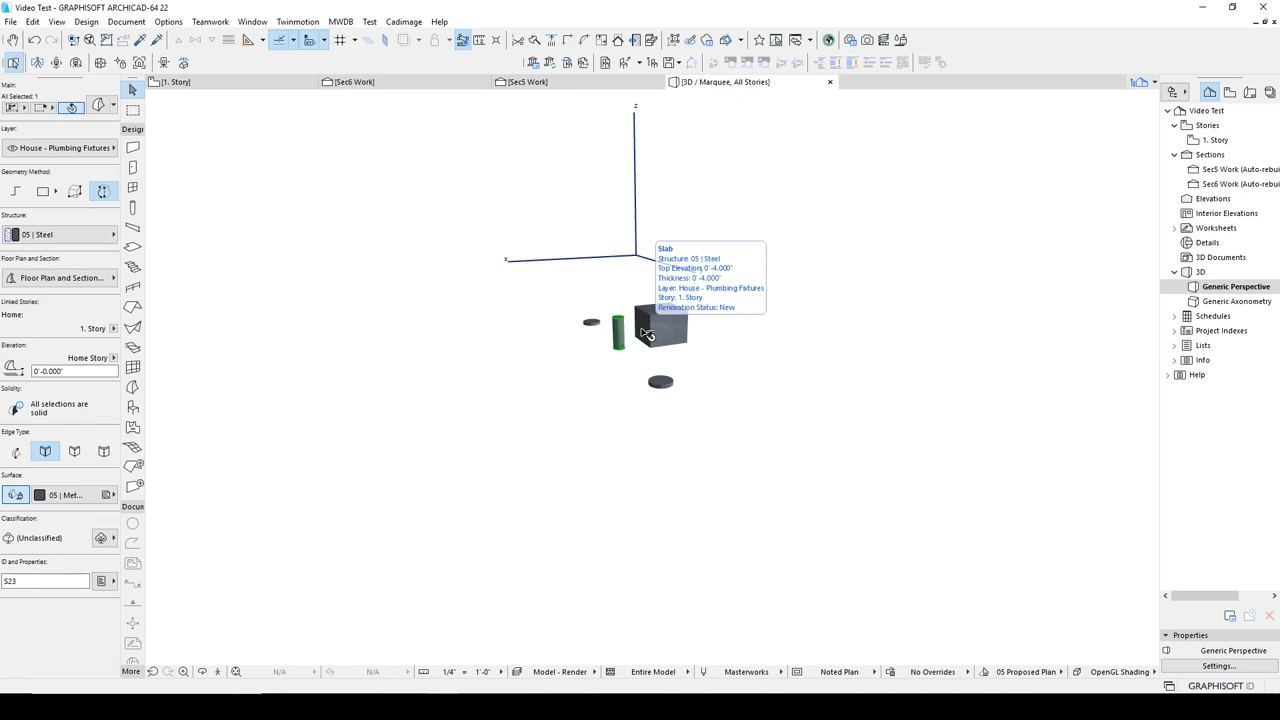 Video Test - GRAPHISOFT ARCHICAD-64 22
File Edit View Design Document Options Teamwork Window Twinmotion MWDB Test Cadimage Help
[1. Story] [Sec6 Work] [Sec5 Work] [3D / Marquee, All Stories]
Main:
All Selected: 1
Layer:
House - Plumbing Fixtures
Geometry Method:
Structure:
05 | Steel
Floor Plan and Section:
Floor Plan and Section...
Linked Stories:
Home:
1. Story
Elevation:
Home Story
0'-0.000"
Solidity:
All selections are
solid
Edge Type:
Surface:
05 | Met...
Classification:
(Unclassified)
ID and Properties:
S23
Desig
Docun
More
z
x
Slab
Structure: 05 | Steel
Top Elevation: 0'-4.000"
Thickness: 0'-4.000"
Layer: House - Plumbing Fixtures
Story: 1. Story
Renovation Status: New
Video Test
Stories
1. Story
Sections
Sec5 Work (Auto-rebui
Sec6 Work (Auto-rebui
Elevations
Interior Elevations
Worksheets
Details
3D Documents
3D
Generic Perspective
Generic Axonometry
Schedules
Project Indexes
Lists
Info
Help
Properties
Generic Perspective
Settings...
N/A N/A 1/4" = 1'-0" Model - Render Entire Model Masterworks Noted Plan No Overrides 05 Proposed Plan OpenGL Shading
GRAPHISOFT ID